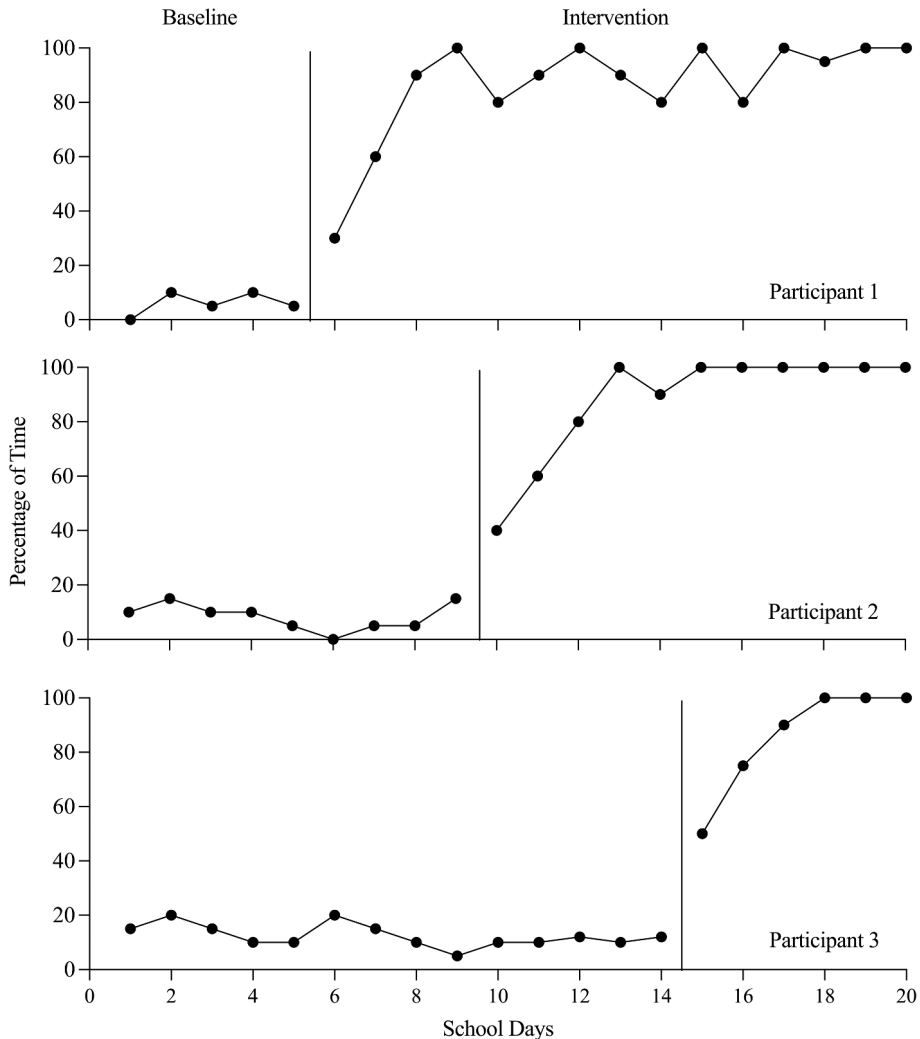 Baseline Intervention
100
80
60
40
20
0
Participant 1
100
80
60
40
20
0
Participant 2
Percentage of Time
100
80
60
40
20
0
Participant 3
0 2 4 6 8 10 12 14 16 18 20
School Days